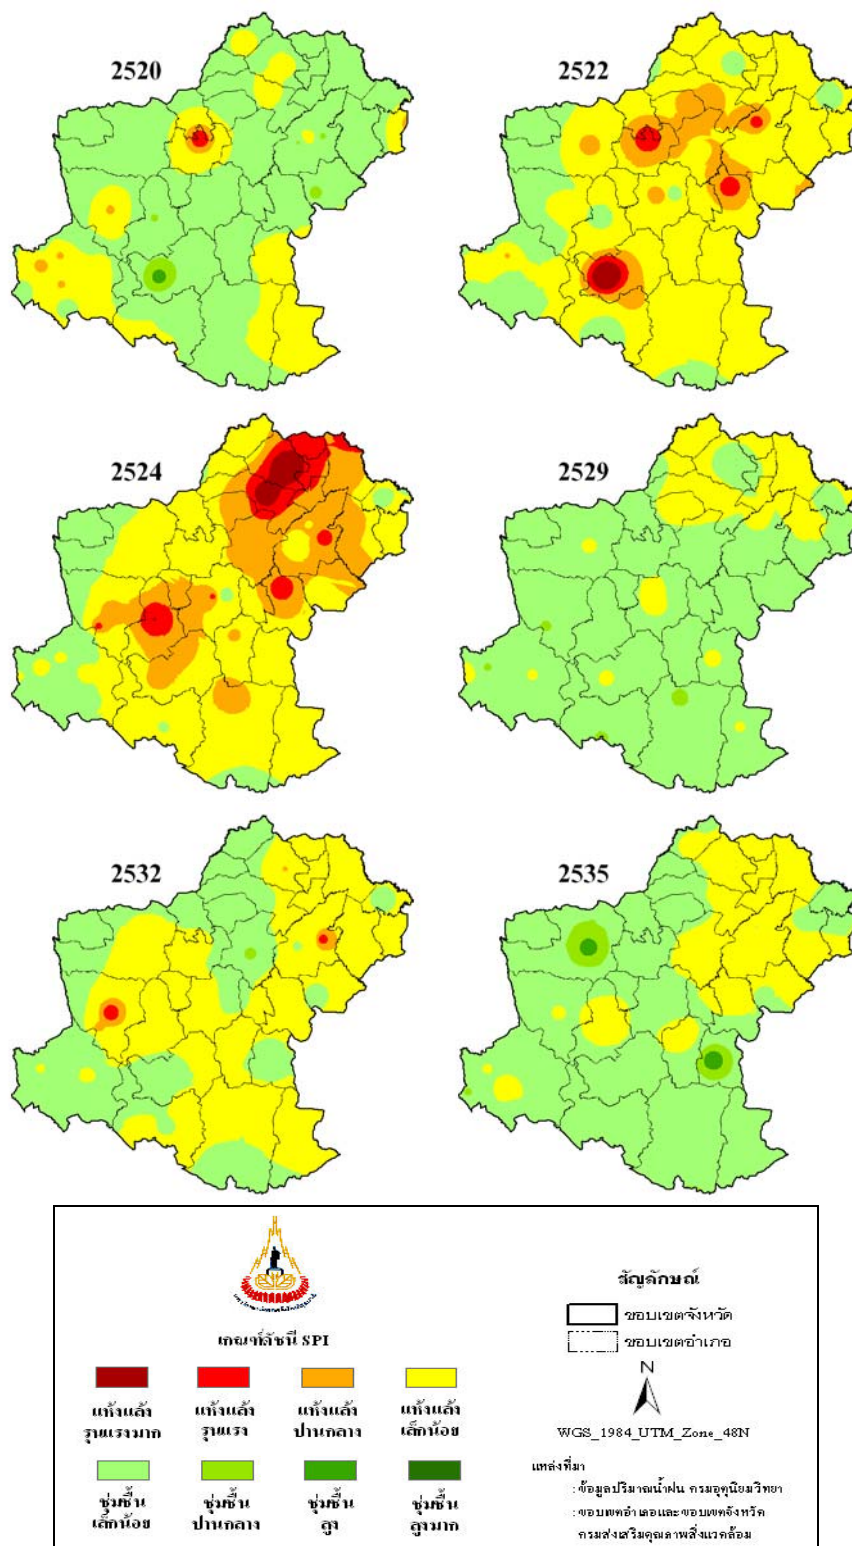 2520
2522
2524
2529
2532
2535
เกณฑ์ดัชนี SPI
แห้งแล้ง
รุนแรงมาก
แห้งแล้ง
รุนแรง
แห้งแล้ง
ปานกลาง
แห้งแล้ง
เล็กน้อย
ชุ่มชื้น
เล็กน้อย
ชุ่มชื้น
ปานกลาง
ชุ่มชื้น
สูง
ชุ่มชื้น
สูงมาก
สัญลักษณ์
ขอบเขตจังหวัด
ขอบเขตอำเภอ
N
WGS_1984_UTM_Zone_48N
แหล่งที่มา
: ข้อมูลปริมาณน้ำฝน กรมอุตุนิยมวิทยา
: ขอบเขตอำเภอและขอบเขตจังหวัด
กรมส่งเสริมคุณภาพสิ่งแวดล้อม